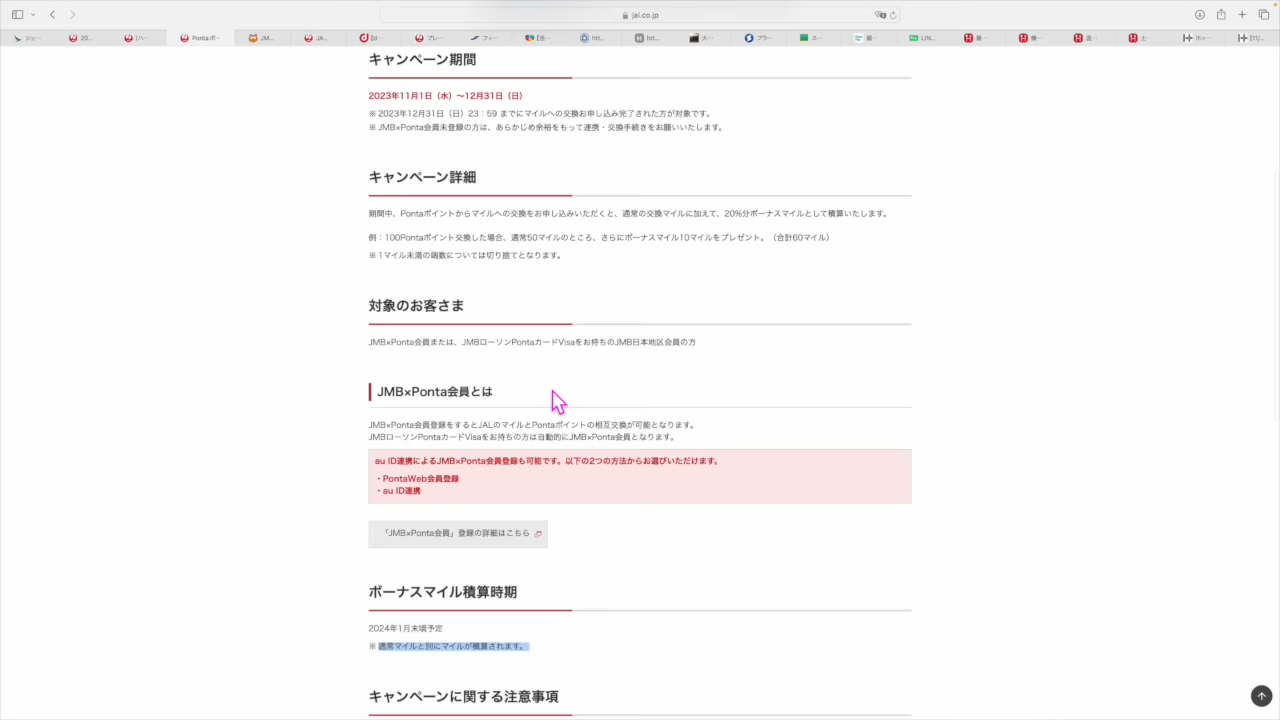 jal.co.jp
キャンペーン期間
2023年11月1日（水）～12月31日（日）
※ 2023年12月31日（日）23：59 までにマイルへの交換お申し込み完了された方が対象です。
※ JMB×Ponta会員未登録の方は、あらかじめ余裕をもって連携・交換手続きをお願いいたします。
キャンペーン詳細
期間中、Pontaポイントからマイルへの交換をお申し込みいただくと、通常の交換マイルに加えて、20%分ボーナスマイルとして積算いたします。
例：100Pontaポイント交換した場合、通常50マイルのところ、さらにボーナスマイル10マイルをプレゼント。（合計60マイル）
※ 1マイル未満の端数については切り捨てとなります。
対象のお客さま
JMB×Ponta会員または、JMBローソンPontaカードVisaをお持ちのJMB日本地区会員の方
JMB×Ponta会員とは
JMB×Ponta会員登録をするとJALのマイルとPontaポイントの相互交換が可能となります。
JMBローソンPontaカードVisaをお持ちの方は自動的にJMB×Ponta会員となります。
au ID連携によるJMB×Ponta会員登録も可能です。以下の2つの方法からお選びいただけます。
・PontaWeb会員登録
・au ID連携
「JMB×Ponta会員」登録の詳細はこちら
ボーナスマイル積算時期
2024年1月末頃予定
※ 通常マイルと別にマイルが積算されます。
キャンペーンに関する注意事項